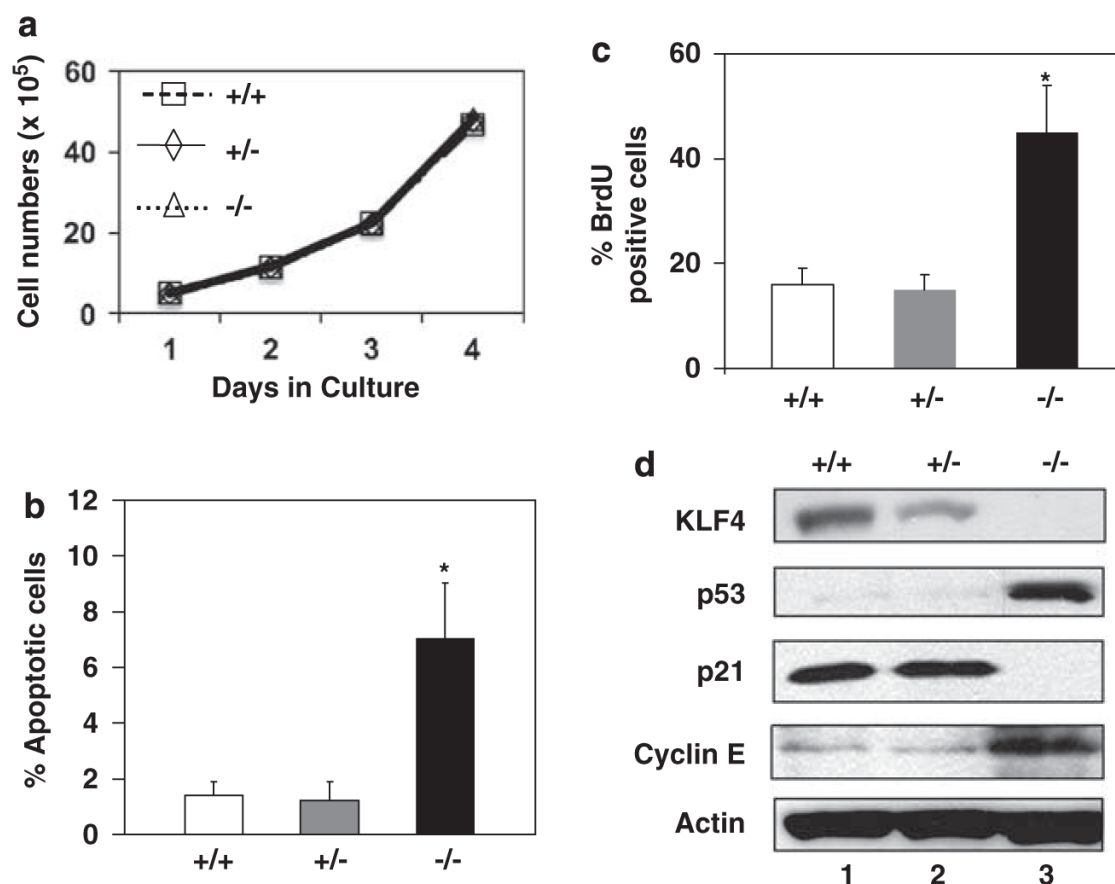 a
Cell numbers (x 10⁵)
60
40
20
0
+/+
+/-
-/-
1 2 3 4
Days in Culture
b
% Apoptotic cells
12
10
8
6
4
2
0
*
+/+ +/- -/-
c
% BrdU
positive cells
60
40
20
0
*
+/+ +/- -/-
d
+/+ +/- -/-
KLF4
p53
p21
Cyclin E
Actin
1 2 3